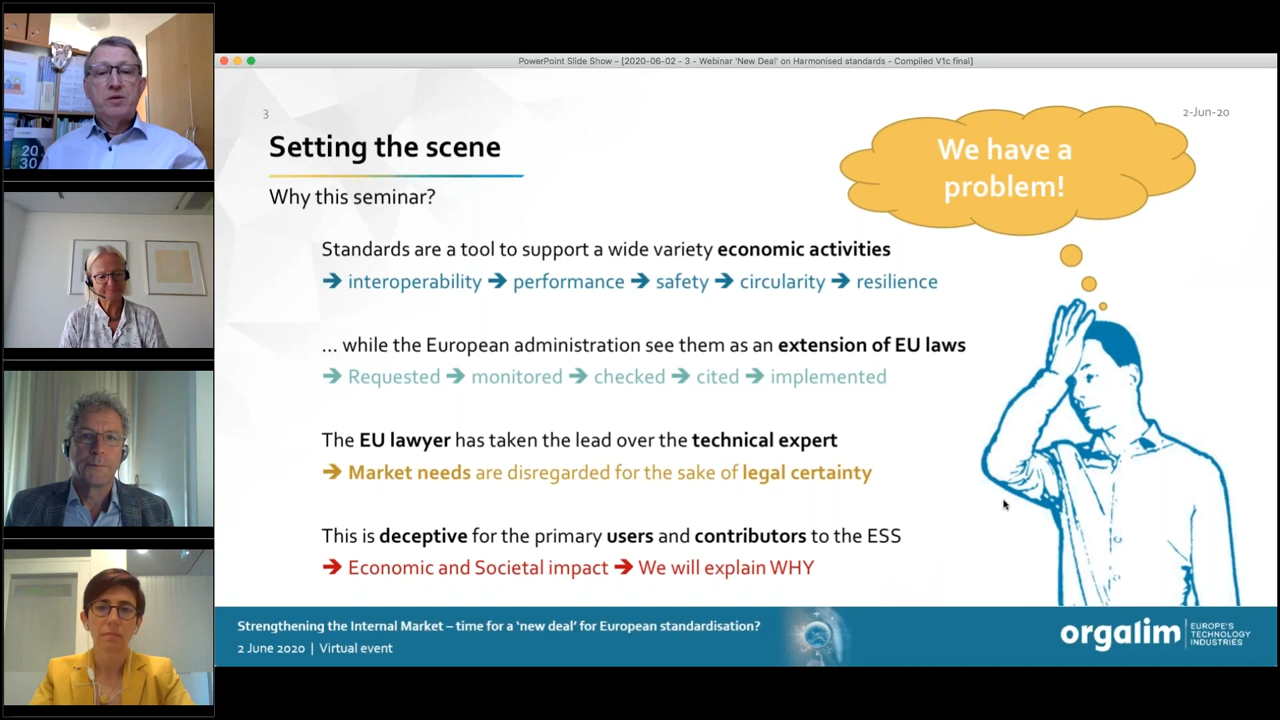 PowerPoint Slide Show – [2020-06-02 - 3 - Webinar 'New Deal' on Harmonised standards - Compiled V1c final]
3
2-Jun-20
Setting the scene
We have a
problem!
Why this seminar?
Standards are a tool to support a wide variety economic activities
➔ interoperability ➔ performance ➔ safety ➔ circularity ➔ resilience
... while the European administration see them as an extension of EU laws
➔ Requested ➔ monitored ➔ checked ➔ cited ➔ implemented
The EU lawyer has taken the lead over the technical expert
➔ Market needs are disregarded for the sake of legal certainty
This is deceptive for the primary users and contributors to the ESS
➔ Economic and Societal impact ➔ We will explain WHY
Strengthening the Internal Market – time for a 'new deal' for European standardisation?
2 June 2020 | Virtual event
orgalim
EUROPE'S
TECHNOLOGY
INDUSTRIES
20
30